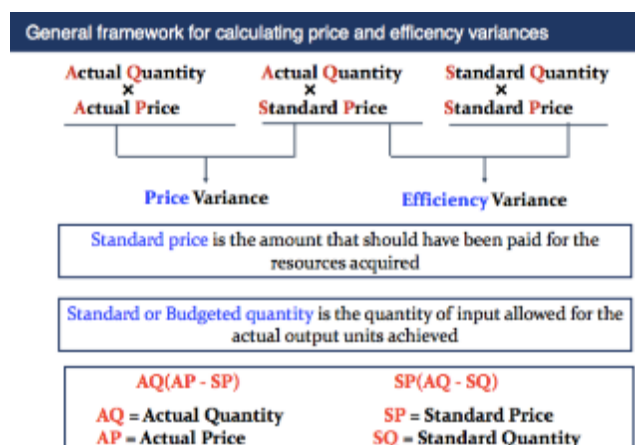 General framework for calculating price and efficency variances
Actual Quantity
×
Actual Price
Actual Quantity
×
Standard Price
Standard Quantity
×
Standard Price
Price Variance
Efficiency Variance
Standard price is the amount that should have been paid for the
resources acquired
Standard or Budgeted quantity is the quantity of input allowed for the
actual output units achieved
AQ(AP - SP)
SP(AQ - SQ)
AQ = Actual Quantity
SP = Standard Price
AP = Actual Price
SQ = Standard Quantity